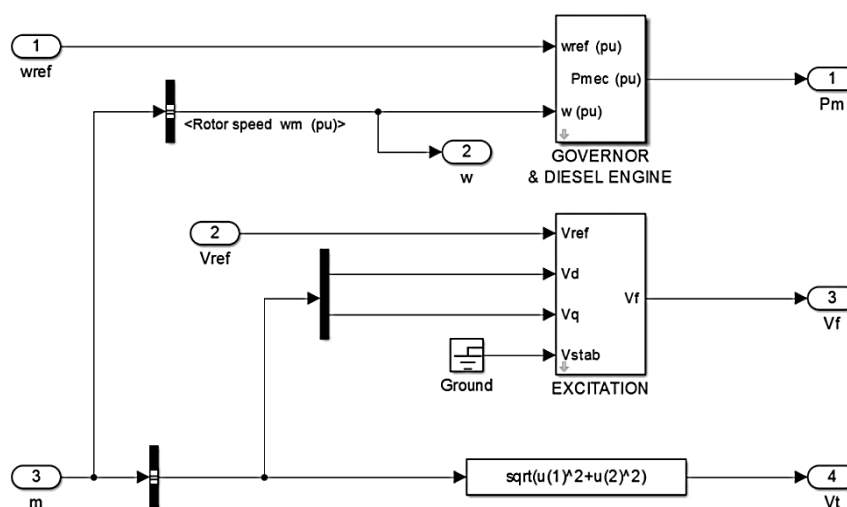 1
wref
wref (pu)
Pmec (pu)
w (pu)
1
Pm
<Rotor speed wm (pu)>
2
w
GOVERNOR
& DIESEL ENGINE
2
Vref
Vref
Vd
Vf
Vq
Vstab
3
Vf
Ground
EXCITATION
3
m
sqrt(u(1)^2+u(2)^2)
4
Vt